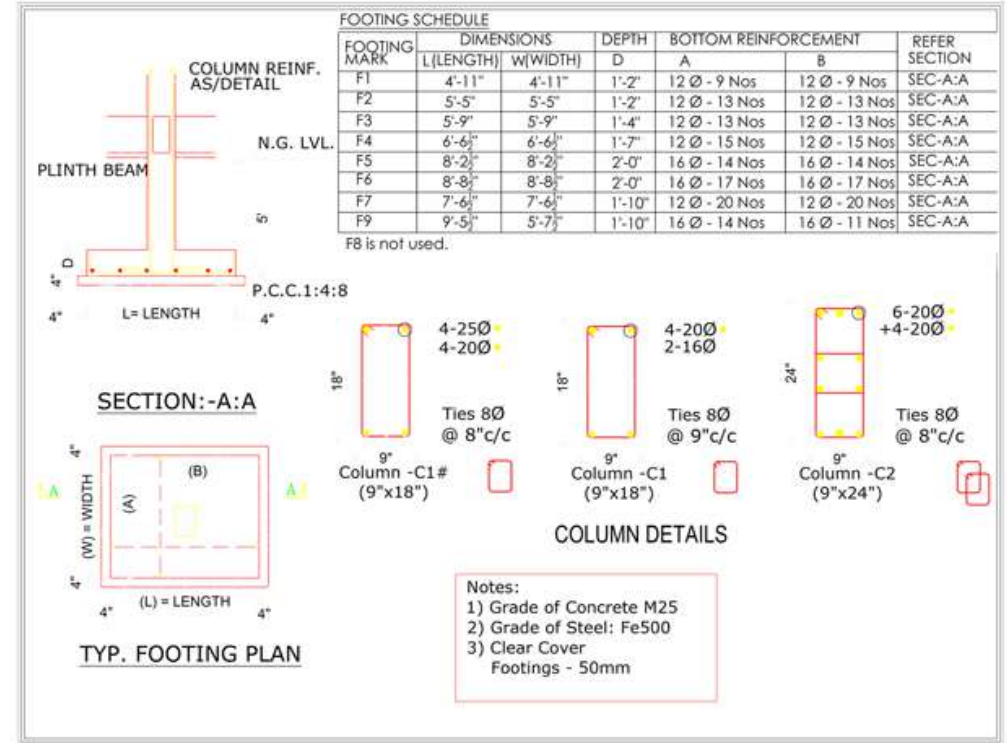 FOOTING SCHEDULE
FOOTING MARK DIMENSIONS DEPTH BOTTOM REINFORCEMENT REFER SECTION
L(LENGTH) W(WIDTH) D A B
F1 4'-11" 4'-11" 1'-2" 12 Ø - 9 Nos 12 Ø - 9 Nos SEC-A:A
F2 5'-5" 5'-5" 1'-2" 12 Ø - 13 Nos 12 Ø - 13 Nos SEC-A:A
F3 5'-9" 5'-9" 1'-4" 12 Ø - 13 Nos 12 Ø - 13 Nos SEC-A:A
F4 6'-6½" 6'-6½" 1'-7" 12 Ø - 15 Nos 12 Ø - 15 Nos SEC-A:A
F5 8'-2½" 8'-2½" 2'-0" 16 Ø - 14 Nos 16 Ø - 14 Nos SEC-A:A
F6 8'-8½" 8'-8½" 2'-0" 16 Ø - 17 Nos 16 Ø - 17 Nos SEC-A:A
F7 7'-6½" 7'-6½" 1'-10" 12 Ø - 20 Nos 12 Ø - 20 Nos SEC-A:A
F9 9'-5½" 5'-7½" 1'-10" 16 Ø - 14 Nos 16 Ø - 11 Nos SEC-A:A
F8 is not used.
COLUMN REINF.
AS/DETAIL
N.G. LVL.
PLINTH BEAM
5'
D
4"
P.C.C.1:4:8
4" L= LENGTH 4"
SECTION:-A:A
4"
(B)
A A
(A)
(W) = WIDTH
4"
4" (L) = LENGTH 4"
TYP. FOOTING PLAN
4-25Ø
4-20Ø
18"
Ties 8Ø
@ 8"c/c
9"
Column -C1#
(9"x18")
4-20Ø
2-16Ø
18"
Ties 8Ø
@ 9"c/c
9"
Column -C1
(9"x18")
6-20Ø
+4-20Ø
24"
Ties 8Ø
@ 8"c/c
9"
Column -C2
(9"x24")
COLUMN DETAILS
Notes:
1) Grade of Concrete M25
2) Grade of Steel: Fe500
3) Clear Cover
Footings - 50mm